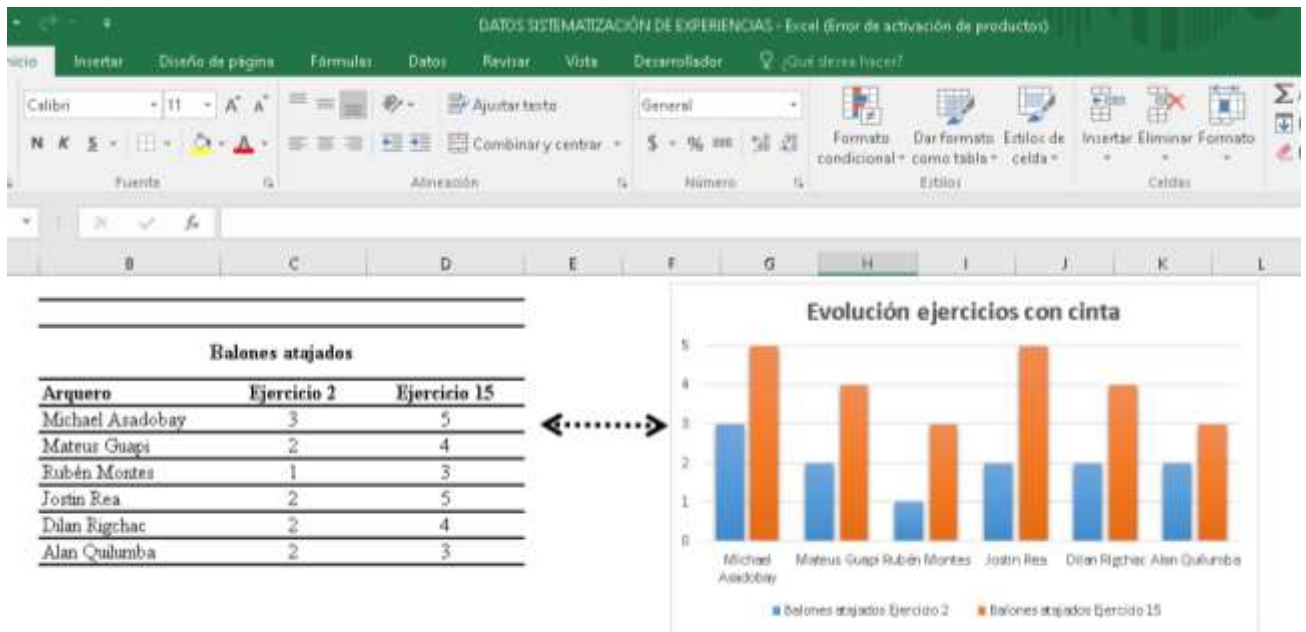 DATOS SISTEMATIZACIÓN DE EXPERIENCIAS - Excel (Error de activación de productos)
Insertar Diseño de página Fórmulas Datos Revisar Vista Desarrollador ¿Qué desea hacer?
Calibri 11 A A Ajustar texto General
N K S A Combinar y centrar $ % 000
Formato condicional Dar formato como tabla Estilos de celda Insertar Eliminar Formato
Fuente Alineación Número Estilos Celdas
fx
B C D E F G H I J K L
Balones atajados
Arquero Ejercicio 2 Ejercicio 15
Michael Asadobay 3 5
Mateus Guapi 2 4
Rubén Montes 1 3
Jostin Rea 2 5
Dilan Rigchac 2 4
Alan Quilumba 2 3
Evolución ejercicios con cinta
5
4
3
2
1
0
Michael Asadobay Mateus Guapi Rubén Montes Jostin Rea Dilan Rigchac Alan Quilumba
Balones atajados Ejercicio 2 Balones atajados Ejercicio 15